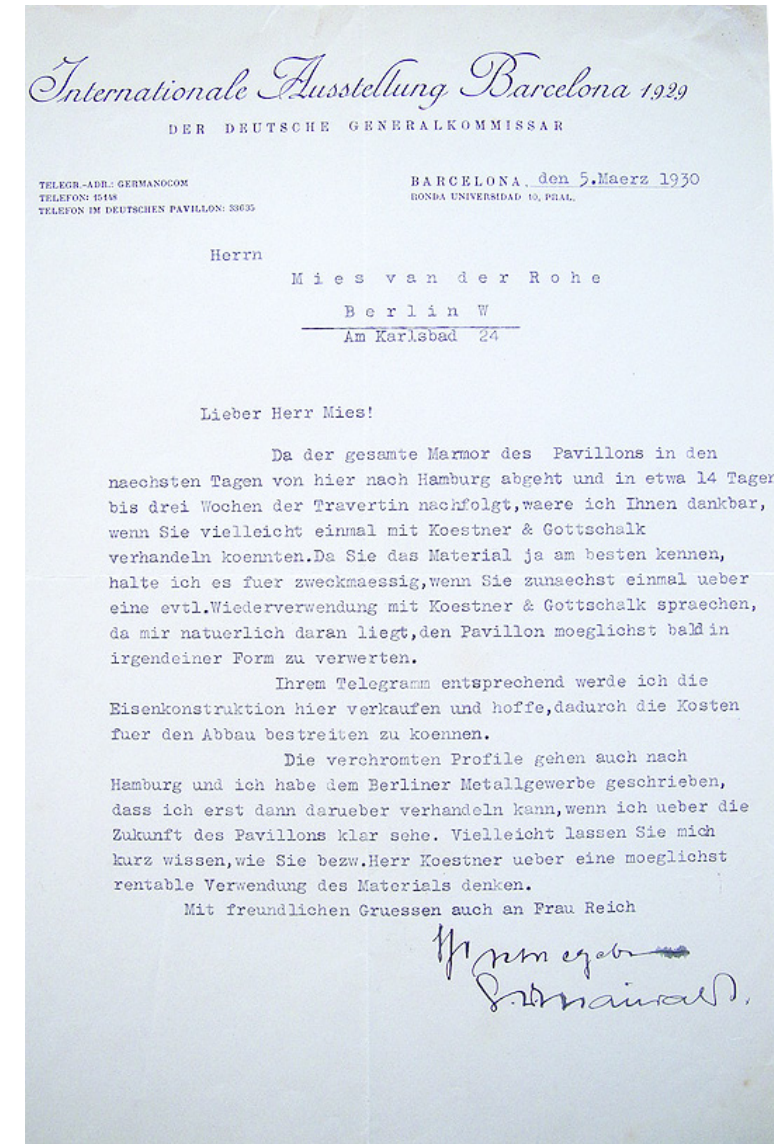 Internationale Ausstellung Barcelona 1929
DER DEUTSCHE GENERALKOMMISSAR
TELEGR.-ADR.: GERMANOCOM
TELEFON: 15148
TELEFON IM DEUTSCHEN PAVILLON: 33635
BARCELONA, den 5.Maerz 1930
RONDA UNIVERSIDAD 10, PRAL.
Herrn
Mies van der Rohe
Berlin W
Am Karlsbad 24
Lieber Herr Mies!
Da der gesamte Marmor des Pavillons in den
naechsten Tagen von hier nach Hamburg abgeht und in etwa 14 Tagen
bis drei Wochen der Travertin nachfolgt,waere ich Ihnen dankbar,
wenn Sie vielleicht einmal mit Koestner & Gottschalk
verhandeln koennten.Da Sie das Material ja am besten kennen,
halte ich es fuer zweckmaessig,wenn Sie zunaechst einmal ueber
eine evtl.Wiederverwendung mit Koestner & Gottschalk spraechen,
da mir natuerlich daran liegt,den Pavillon moeglichst bald in
irgendeiner Form zu verwerten.
Ihrem Telegramm entsprechend werde ich die
Eisenkonstruktion hier verkaufen und hoffe,dadurch die Kosten
fuer den Abbau bestreiten zu koennen.
Die verchromten Profile gehen auch nach
Hamburg und ich habe dem Berliner Metallgewerbe geschrieben,
dass ich erst dann darueber verhandeln kann,wenn ich ueber die
Zukunft des Pavillons klar sehe. Vielleicht lassen Sie mich
kurz wissen,wie Sie bezw.Herr Koestner ueber eine moeglichst
rentable Verwendung des Materials denken.
Mit freundlichen Gruessen auch an Frau Reich